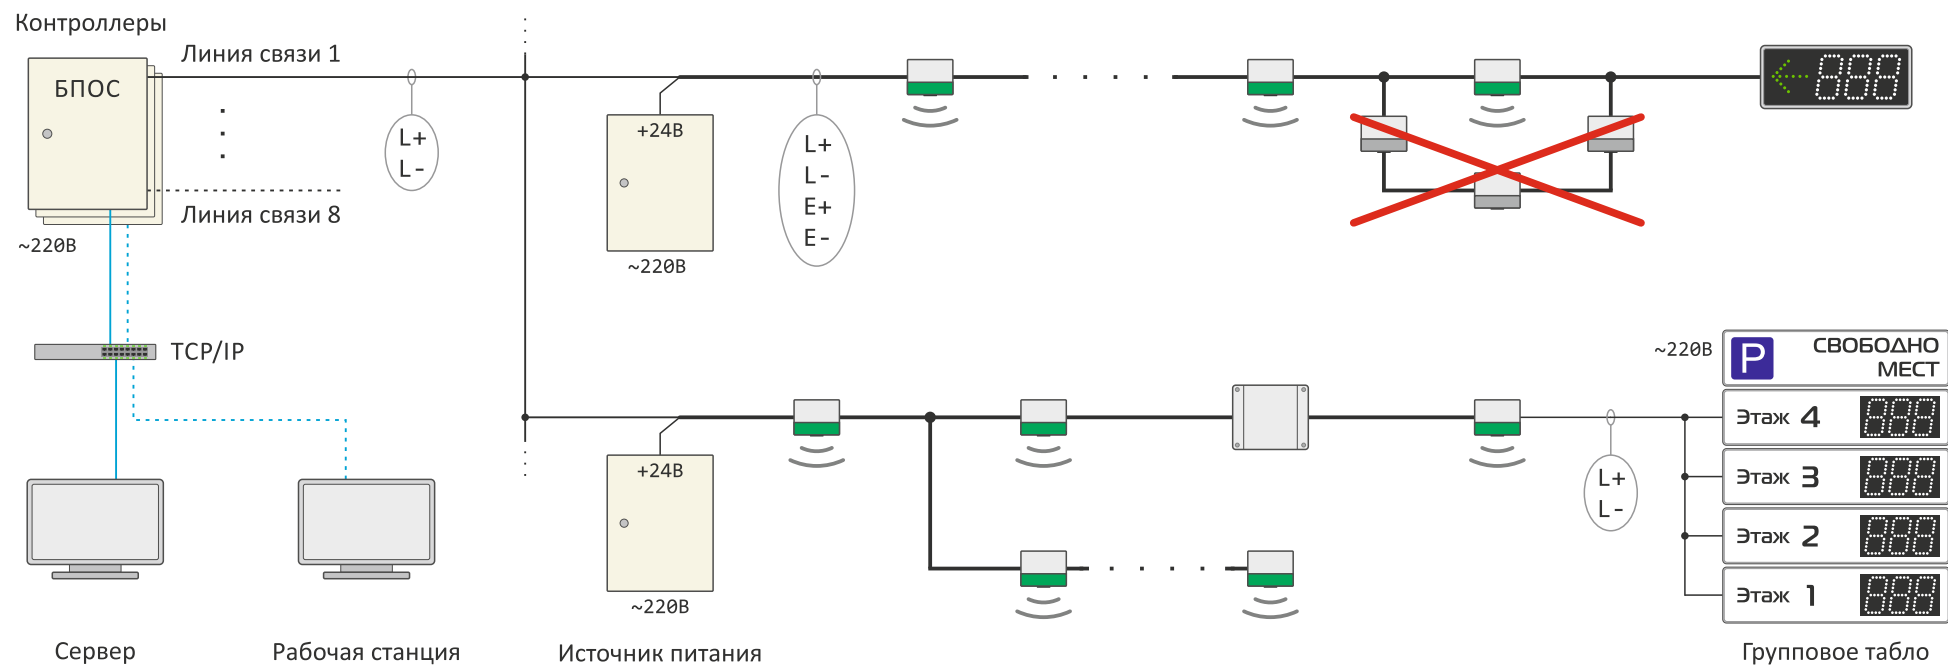 Контроллеры
Линия связи 1
БПОС
L+
L-
Линия связи 8
~220В
+24В
~220В
L+
L-
E+
E-
888
TCP/IP
~220В
P
СВОБОДНО
МЕСТ
Этаж 4 888
Этаж 3 888
Этаж 2 888
Этаж 1 888
L+
L-
+24В
~220В
Сервер
Рабочая станция
Источник питания
Групповое табло